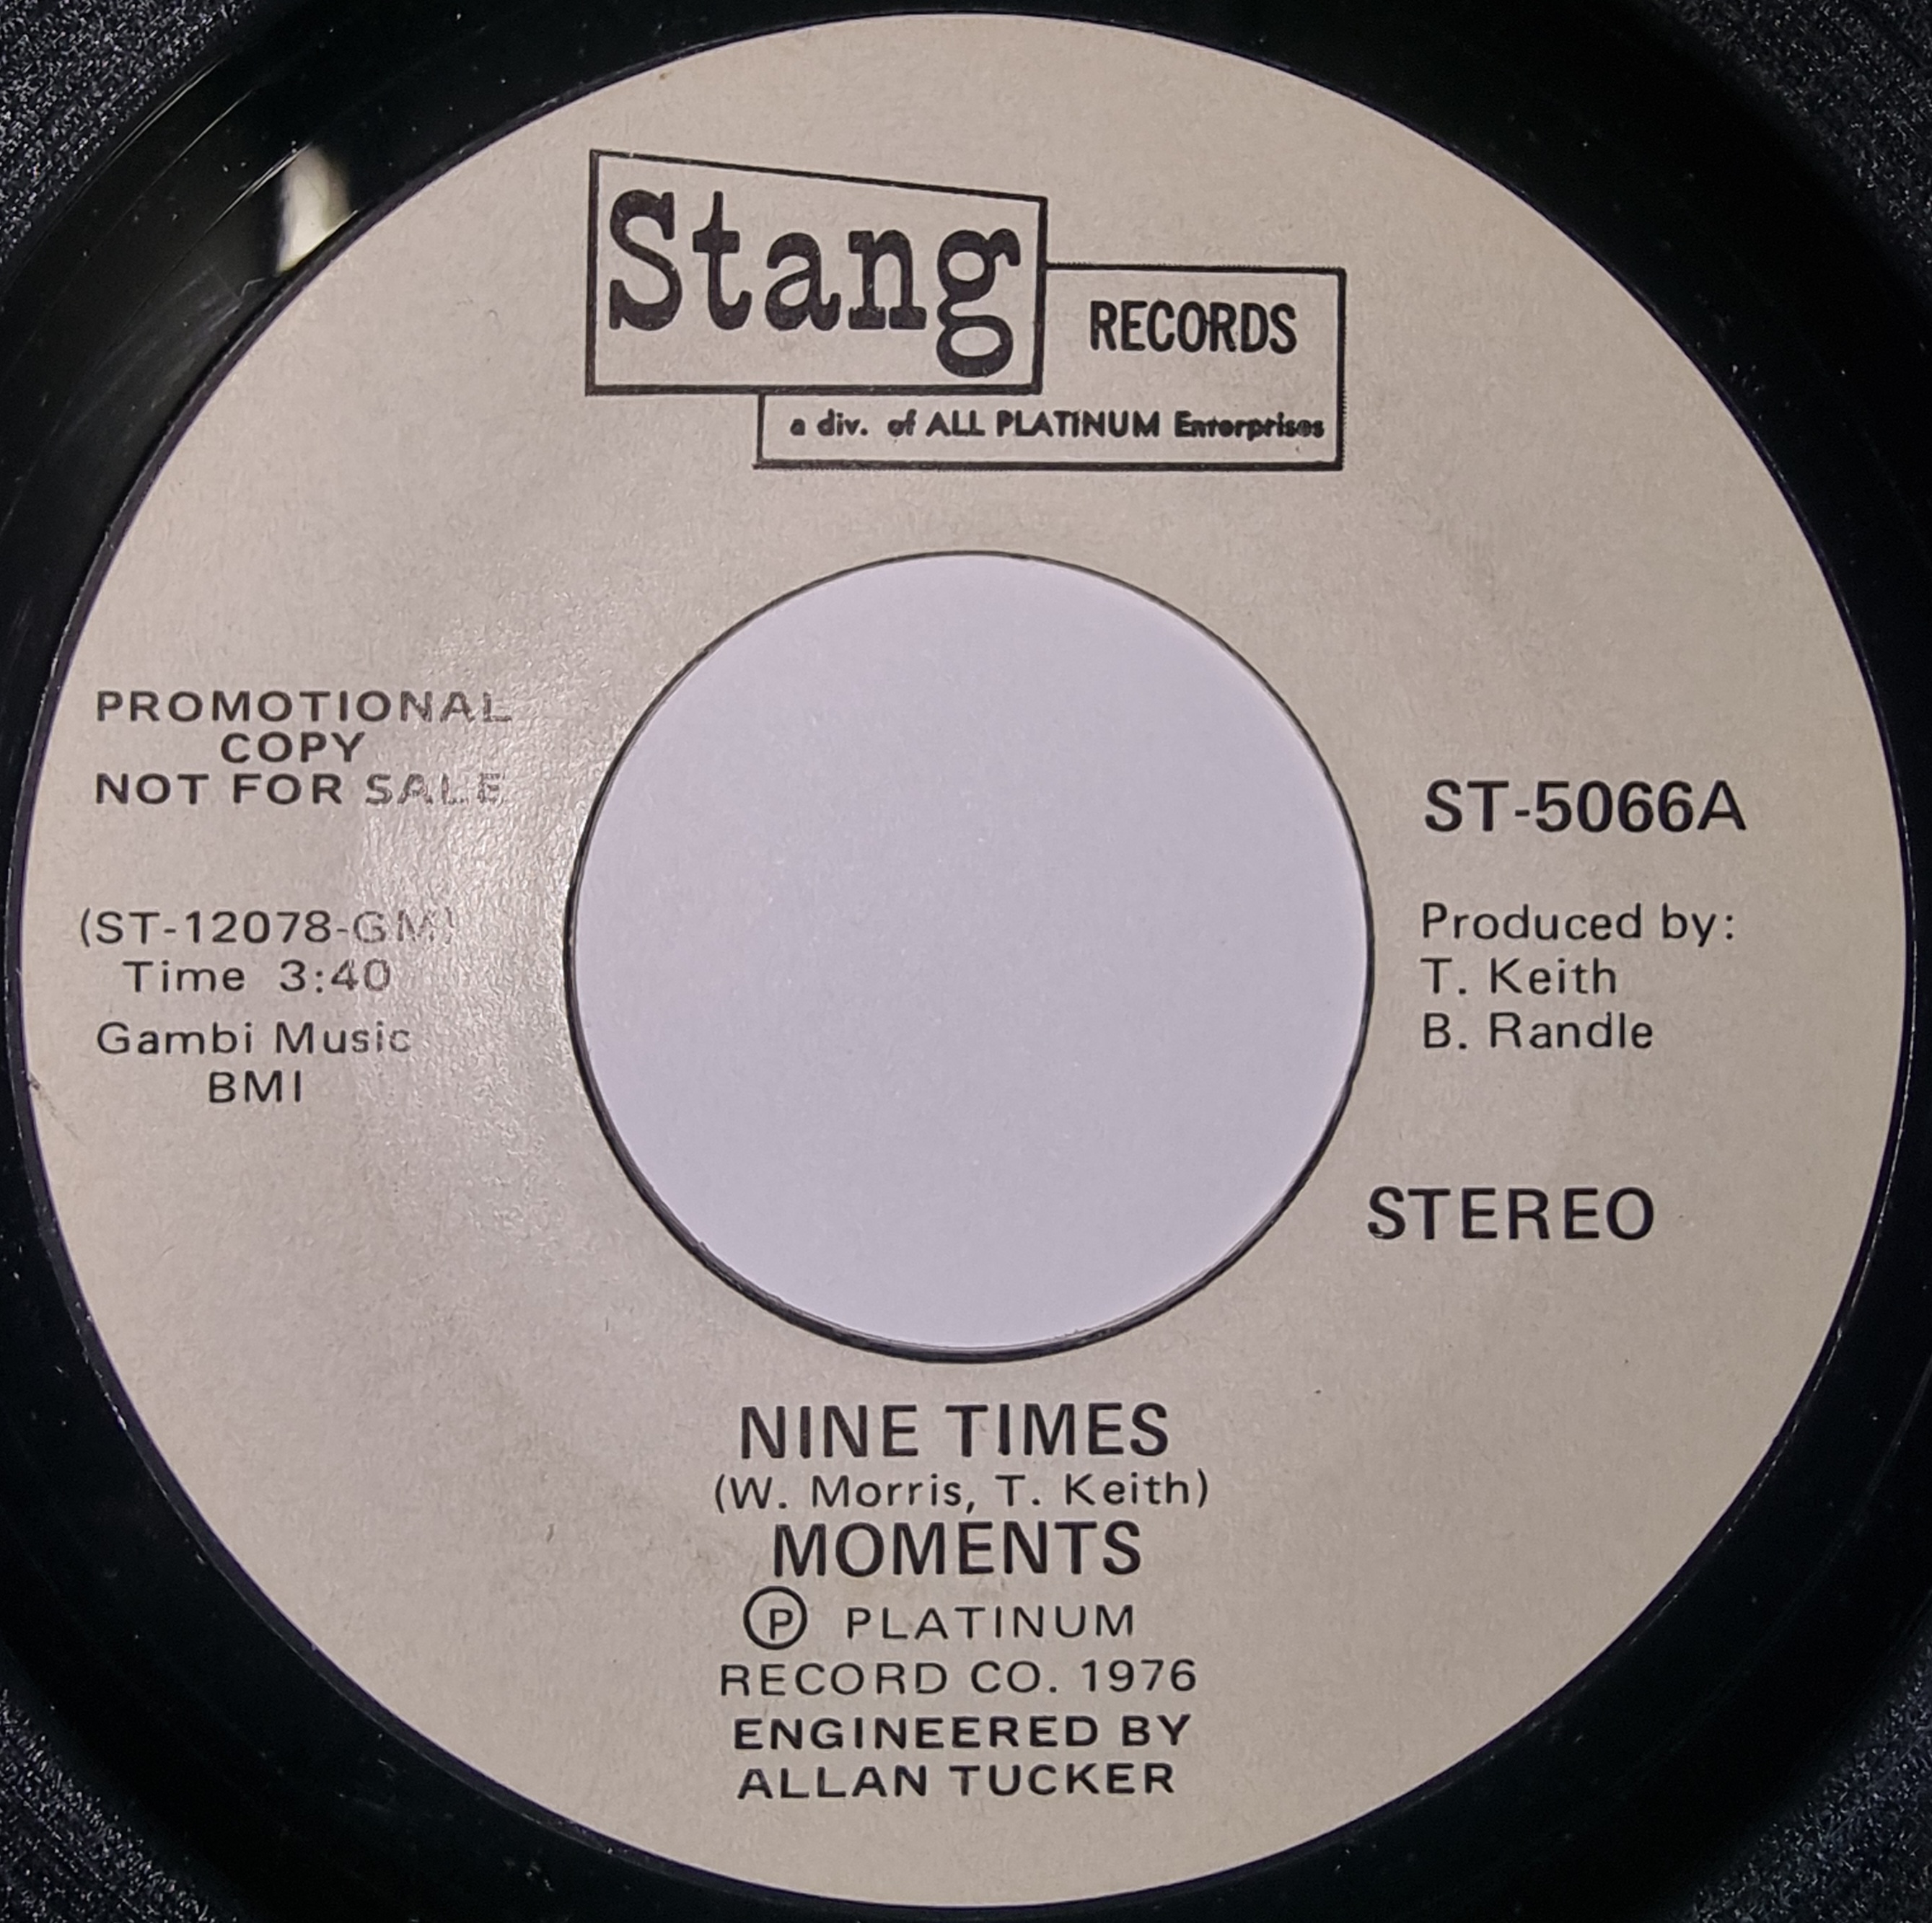 Stang
RECORDS
a div. of ALL PLATINUM Enterprises
PROMOTIONAL
COPY
NOT FOR SALE
(ST-12078-GM)
Time 3:40
Gambi Music
BMI
ST-5066A
Produced by:
T. Keith
B. Randle
STEREO
NINE TIMES
(W. Morris, T. Keith)
MOMENTS
Ⓟ PLATINUM
RECORD CO. 1976
ENGINEERED BY
ALLAN TUCKER